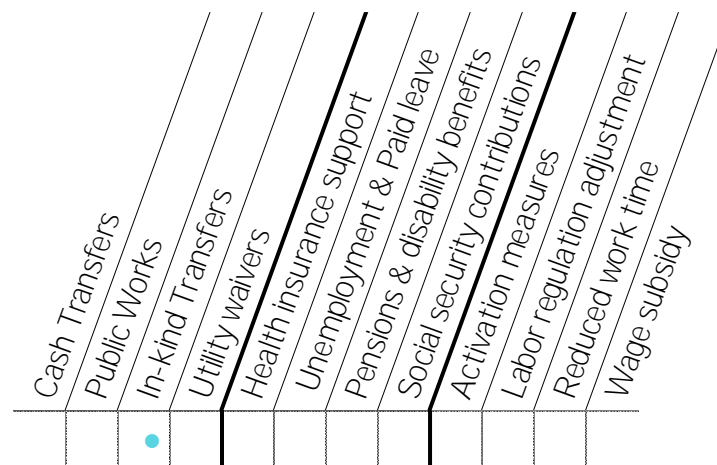 Cash Transfers
Public Works
In-Kind Transfers
Utility waivers
Health insurance support
Unemployment & Paid leave
Pensions & disability benefits
Social security contributions
Activation measures
Labor regulation adjustment
Reduced work time
Wage subsidy